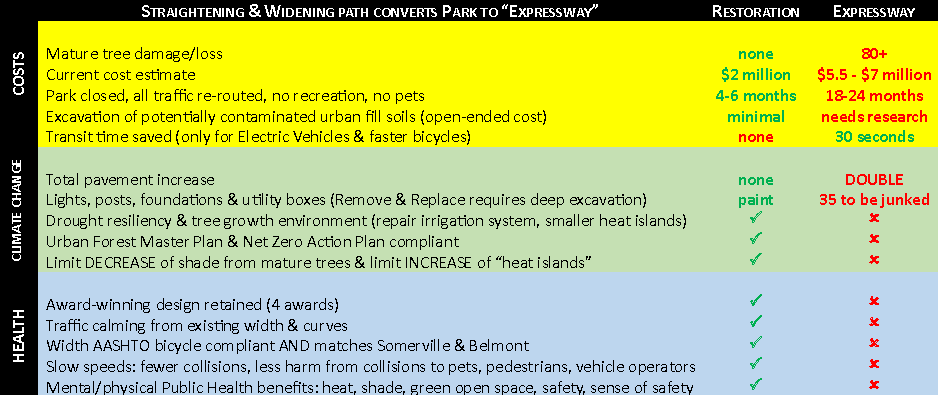 STRAIGHTENING & WIDENING PATH CONVERTS PARK TO “EXPRESSWAY” RESTORATION EXPRESSWAY
COSTS
Mature tree damage/loss none 80+
Current cost estimate $2 million $5.5 - $7 million
Park closed, all traffic re-routed, no recreation, no pets 4-6 months 18-24 months
Excavation of potentially contaminated urban fill soils (open-ended cost) minimal needs research
Transit time saved (only for Electric Vehicles & faster bicycles) none 30 seconds
CLIMATE CHANGE
Total pavement increase none DOUBLE
Lights, posts, foundations & utility boxes (Remove & Replace requires deep excavation) paint 35 to be junked
Drought resiliency & tree growth environment (repair irrigation system, smaller heat islands) ✓ ✘
Urban Forest Master Plan & Net Zero Action Plan compliant ✓ ✘
Limit DECREASE of shade from mature trees & limit INCREASE of “heat islands” ✓ ✘
HEALTH
Award-winning design retained (4 awards) ✓ ✘
Traffic calming from existing width & curves ✓ ✘
Width AASHTO bicycle compliant AND matches Somerville & Belmont ✓ ✘
Slow speeds: fewer collisions, less harm from collisions to pets, pedestrians, vehicle operators ✓ ✘
Mental/physical Public Health benefits: heat, shade, green open space, safety, sense of safety ✓ ✘